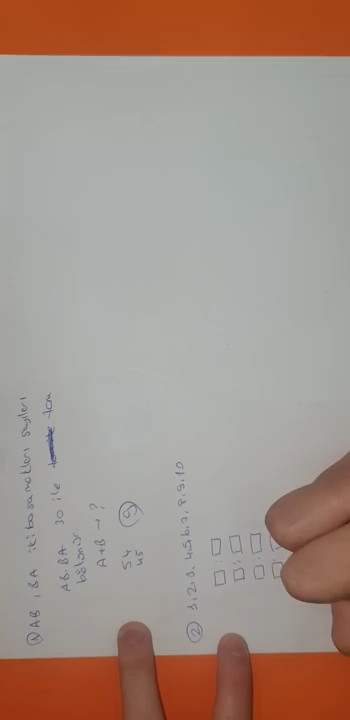 ① AB, BA iki basamaklı sayıları
AB.BA 30 ile tam
bölünür.
A+B → ?
54
45 ⑨
② 3, 2, 3, 4, 5, 6, 7, 8, 9, 10
□ : □
□ : □
□ : □